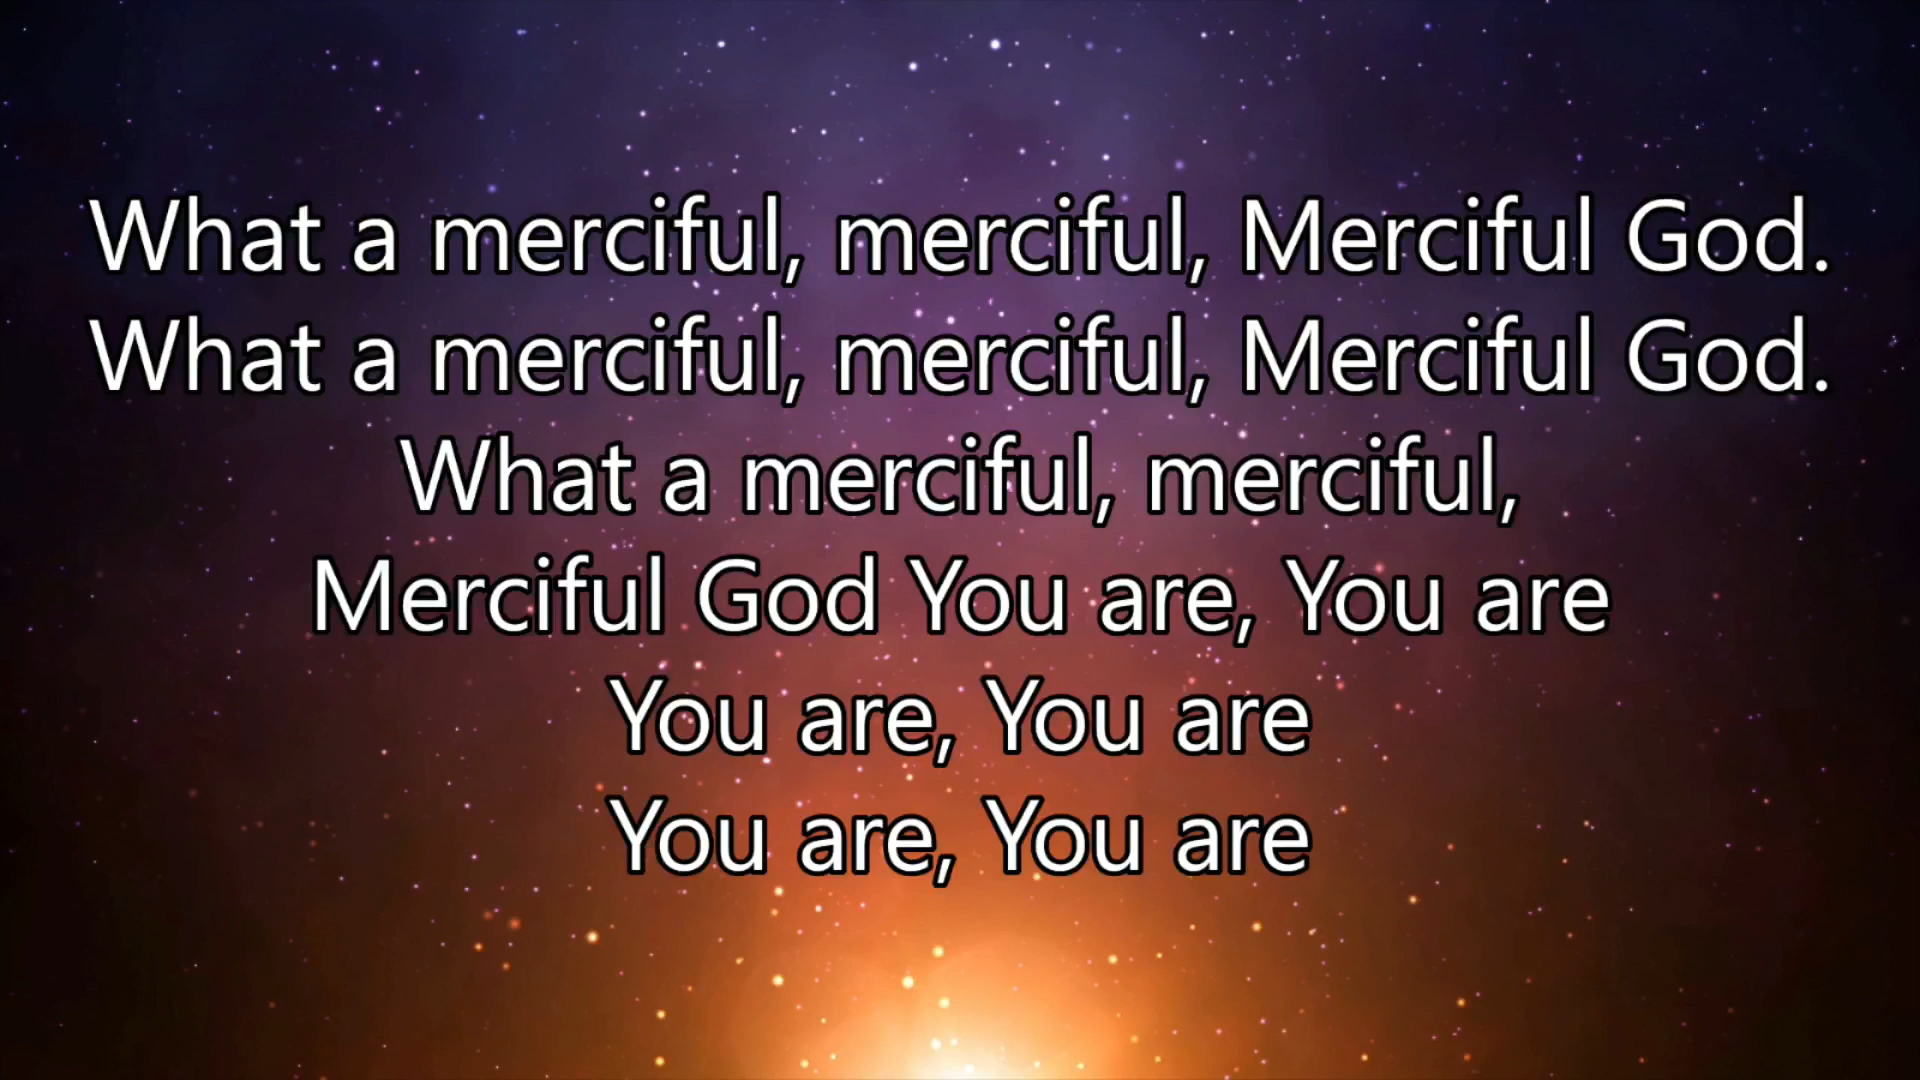 What a merciful, merciful, Merciful God.
What a merciful, merciful, Merciful God.
What a merciful, merciful,
Merciful God You are, You are
You are, You are
You are, You are